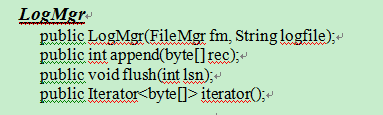 LogMgr
public LogMgr(FileMgr fm, String logfile);
public int append(byte[] rec);
public void flush(int lsn);
public Iterator<byte[]> iterator();